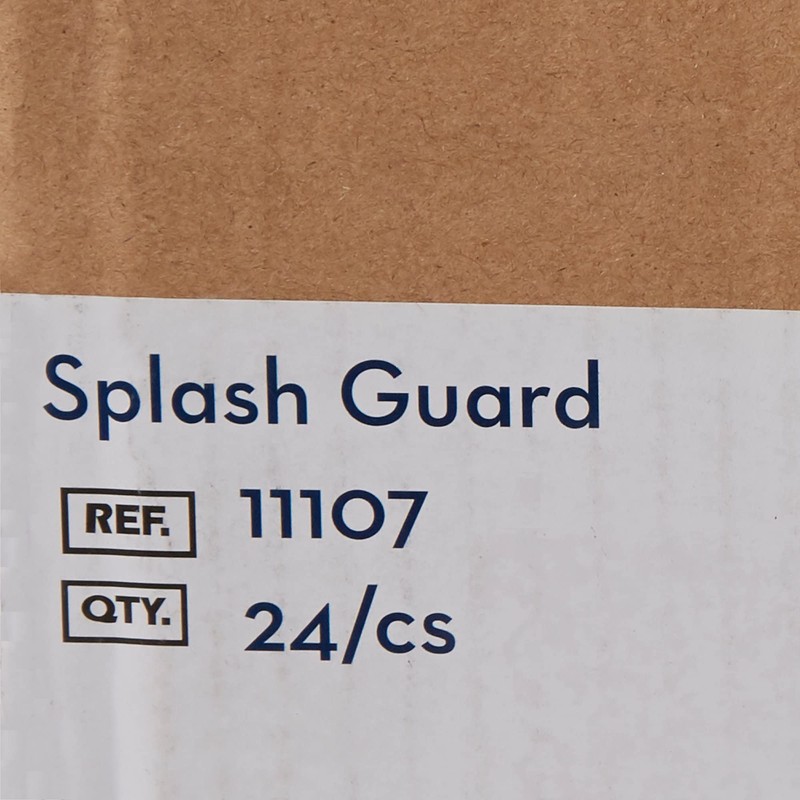 Splash Guard
REF. 11107
QTY. 24/cs